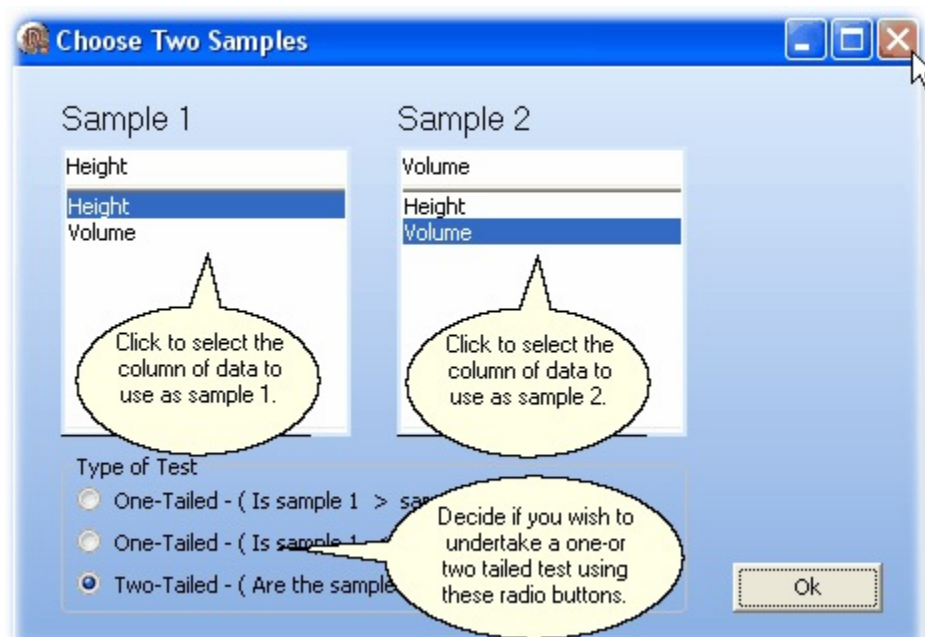 Choose Two Samples
Sample 1
Height
Height
Volume
Click to select the
column of data to
use as sample 1.
Sample 2
Volume
Height
Volume
Click to select the
column of data to
use as sample 2.
Type of Test
One-Tailed - ( Is sample 1 >
One-Tailed - ( Is sample 1
Two-Tailed - ( Are the sample
Decide if you wish to
undertake a one-or
two tailed test using
these radio buttons.
Ok